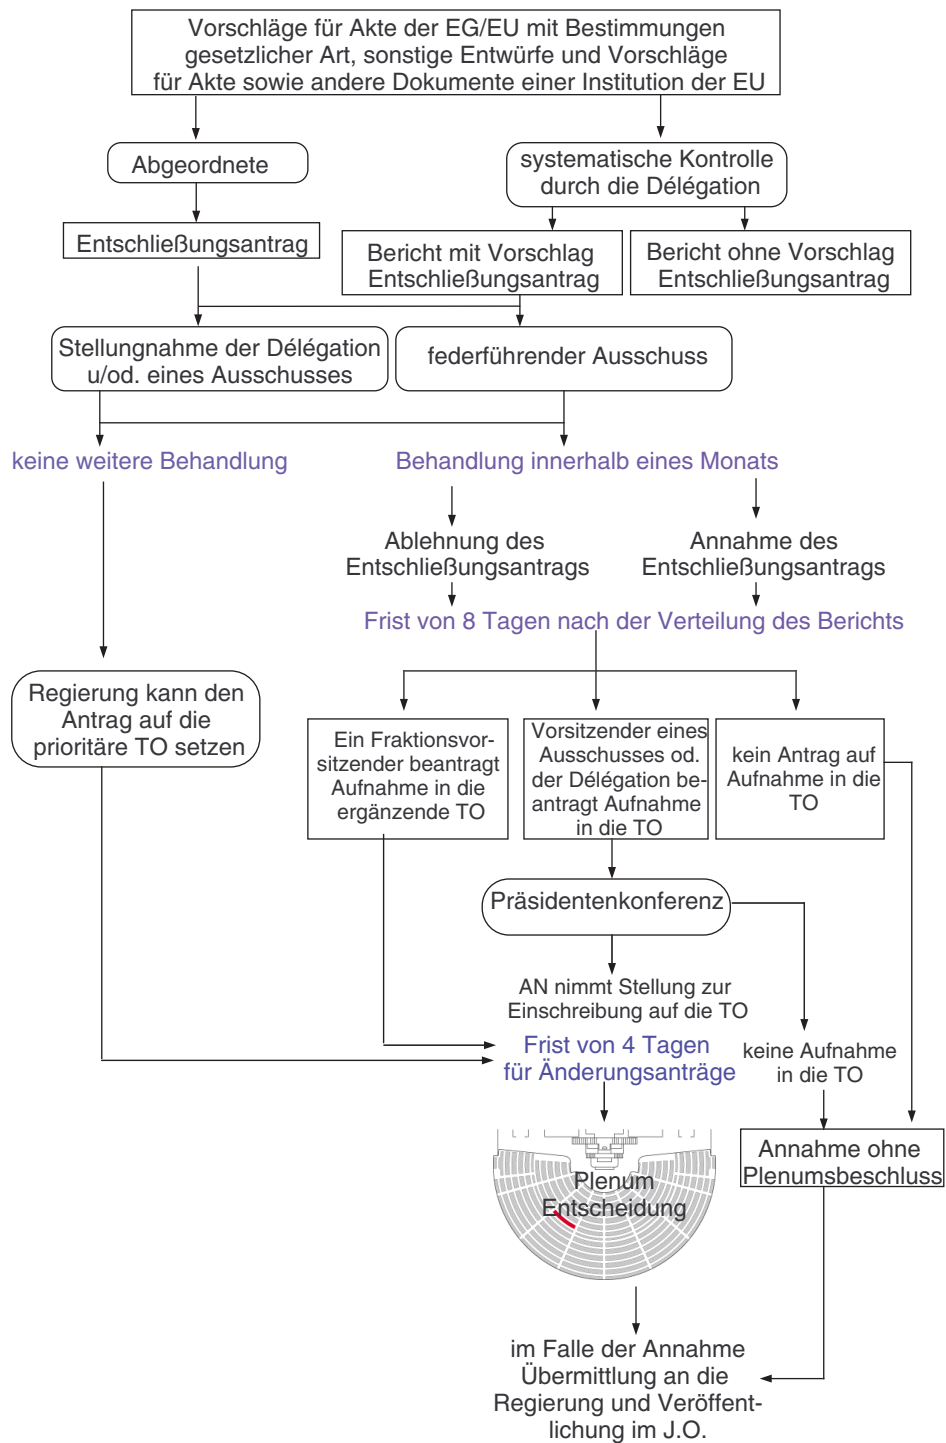 Vorschläge für Akte der EG/EU mit Bestimmungen
gesetzlicher Art, sonstige Entwürfe und Vorschläge
für Akte sowie andere Dokumente einer Institution der EU
Abgeordnete
systematische Kontrolle
durch die Délégation
Entschließungsantrag
Bericht mit Vorschlag
Entschließungsantrag
Bericht ohne Vorschlag
Entschließungsantrag
Stellungnahme der Délégation
u/od. eines Ausschusses
federführender Ausschuss
keine weitere Behandlung
Behandlung innerhalb eines Monats
Ablehnung des
Entschließungsantrags
Annahme des
Entschließungsantrags
Frist von 8 Tagen nach der Verteilung des Berichts
Regierung kann den
Antrag auf die
prioritäre TO setzen
Ein Fraktionsvor-
sitzender beantragt
Aufnahme in die
ergänzende TO
Vorsitzender eines
Ausschusses od.
der Délégation be-
antragt Aufnahme
in die TO
kein Antrag auf
Aufnahme in die
TO
Präsidentenkonferenz
AN nimmt Stellung zur
Einschreibung auf die TO
Frist von 4 Tagen
für Änderungsanträge
keine Aufnahme
in die TO
Plenum
Entscheidung
Annahme ohne
Plenumsbeschluss
im Falle der Annahme
Übermittlung an die
Regierung und Veröffent-
lichung im J.O.